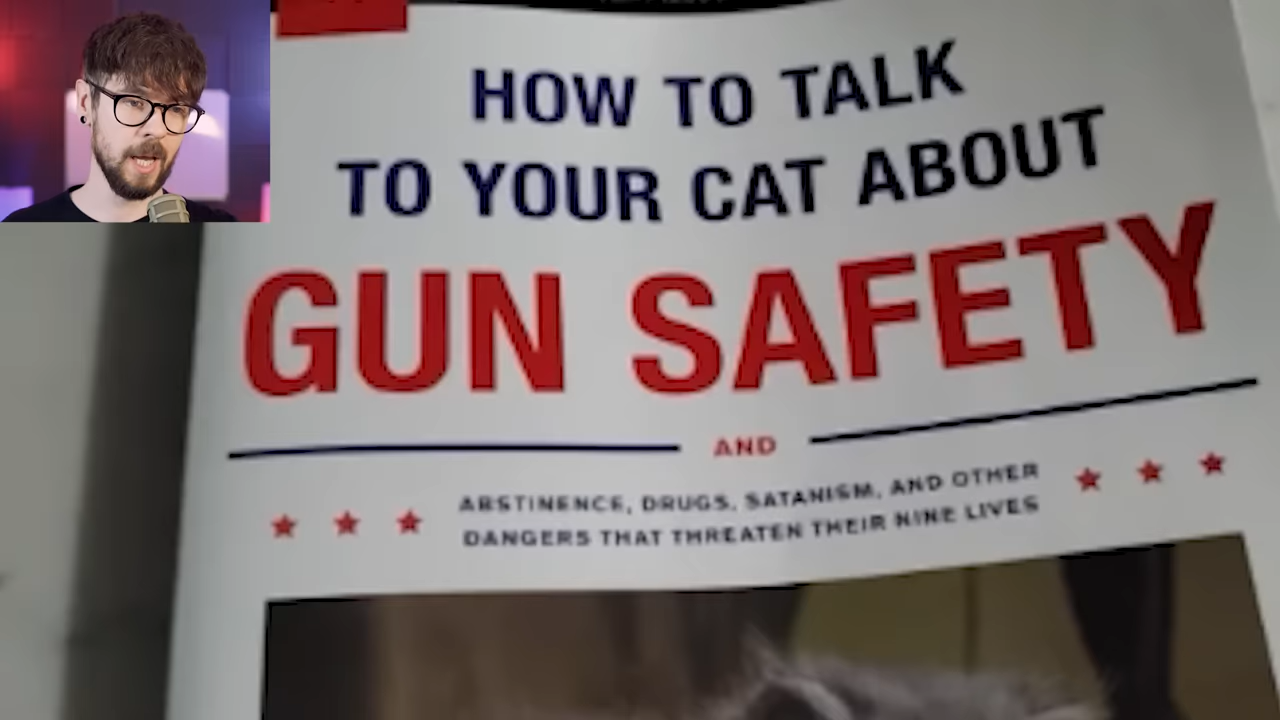 HOW TO TALK
TO YOUR CAT ABOUT
GUN SAFETY
AND
ABSTINENCE, DRUGS, SATANISM, AND OTHER
DANGERS THAT THREATEN THEIR NINE LIVES